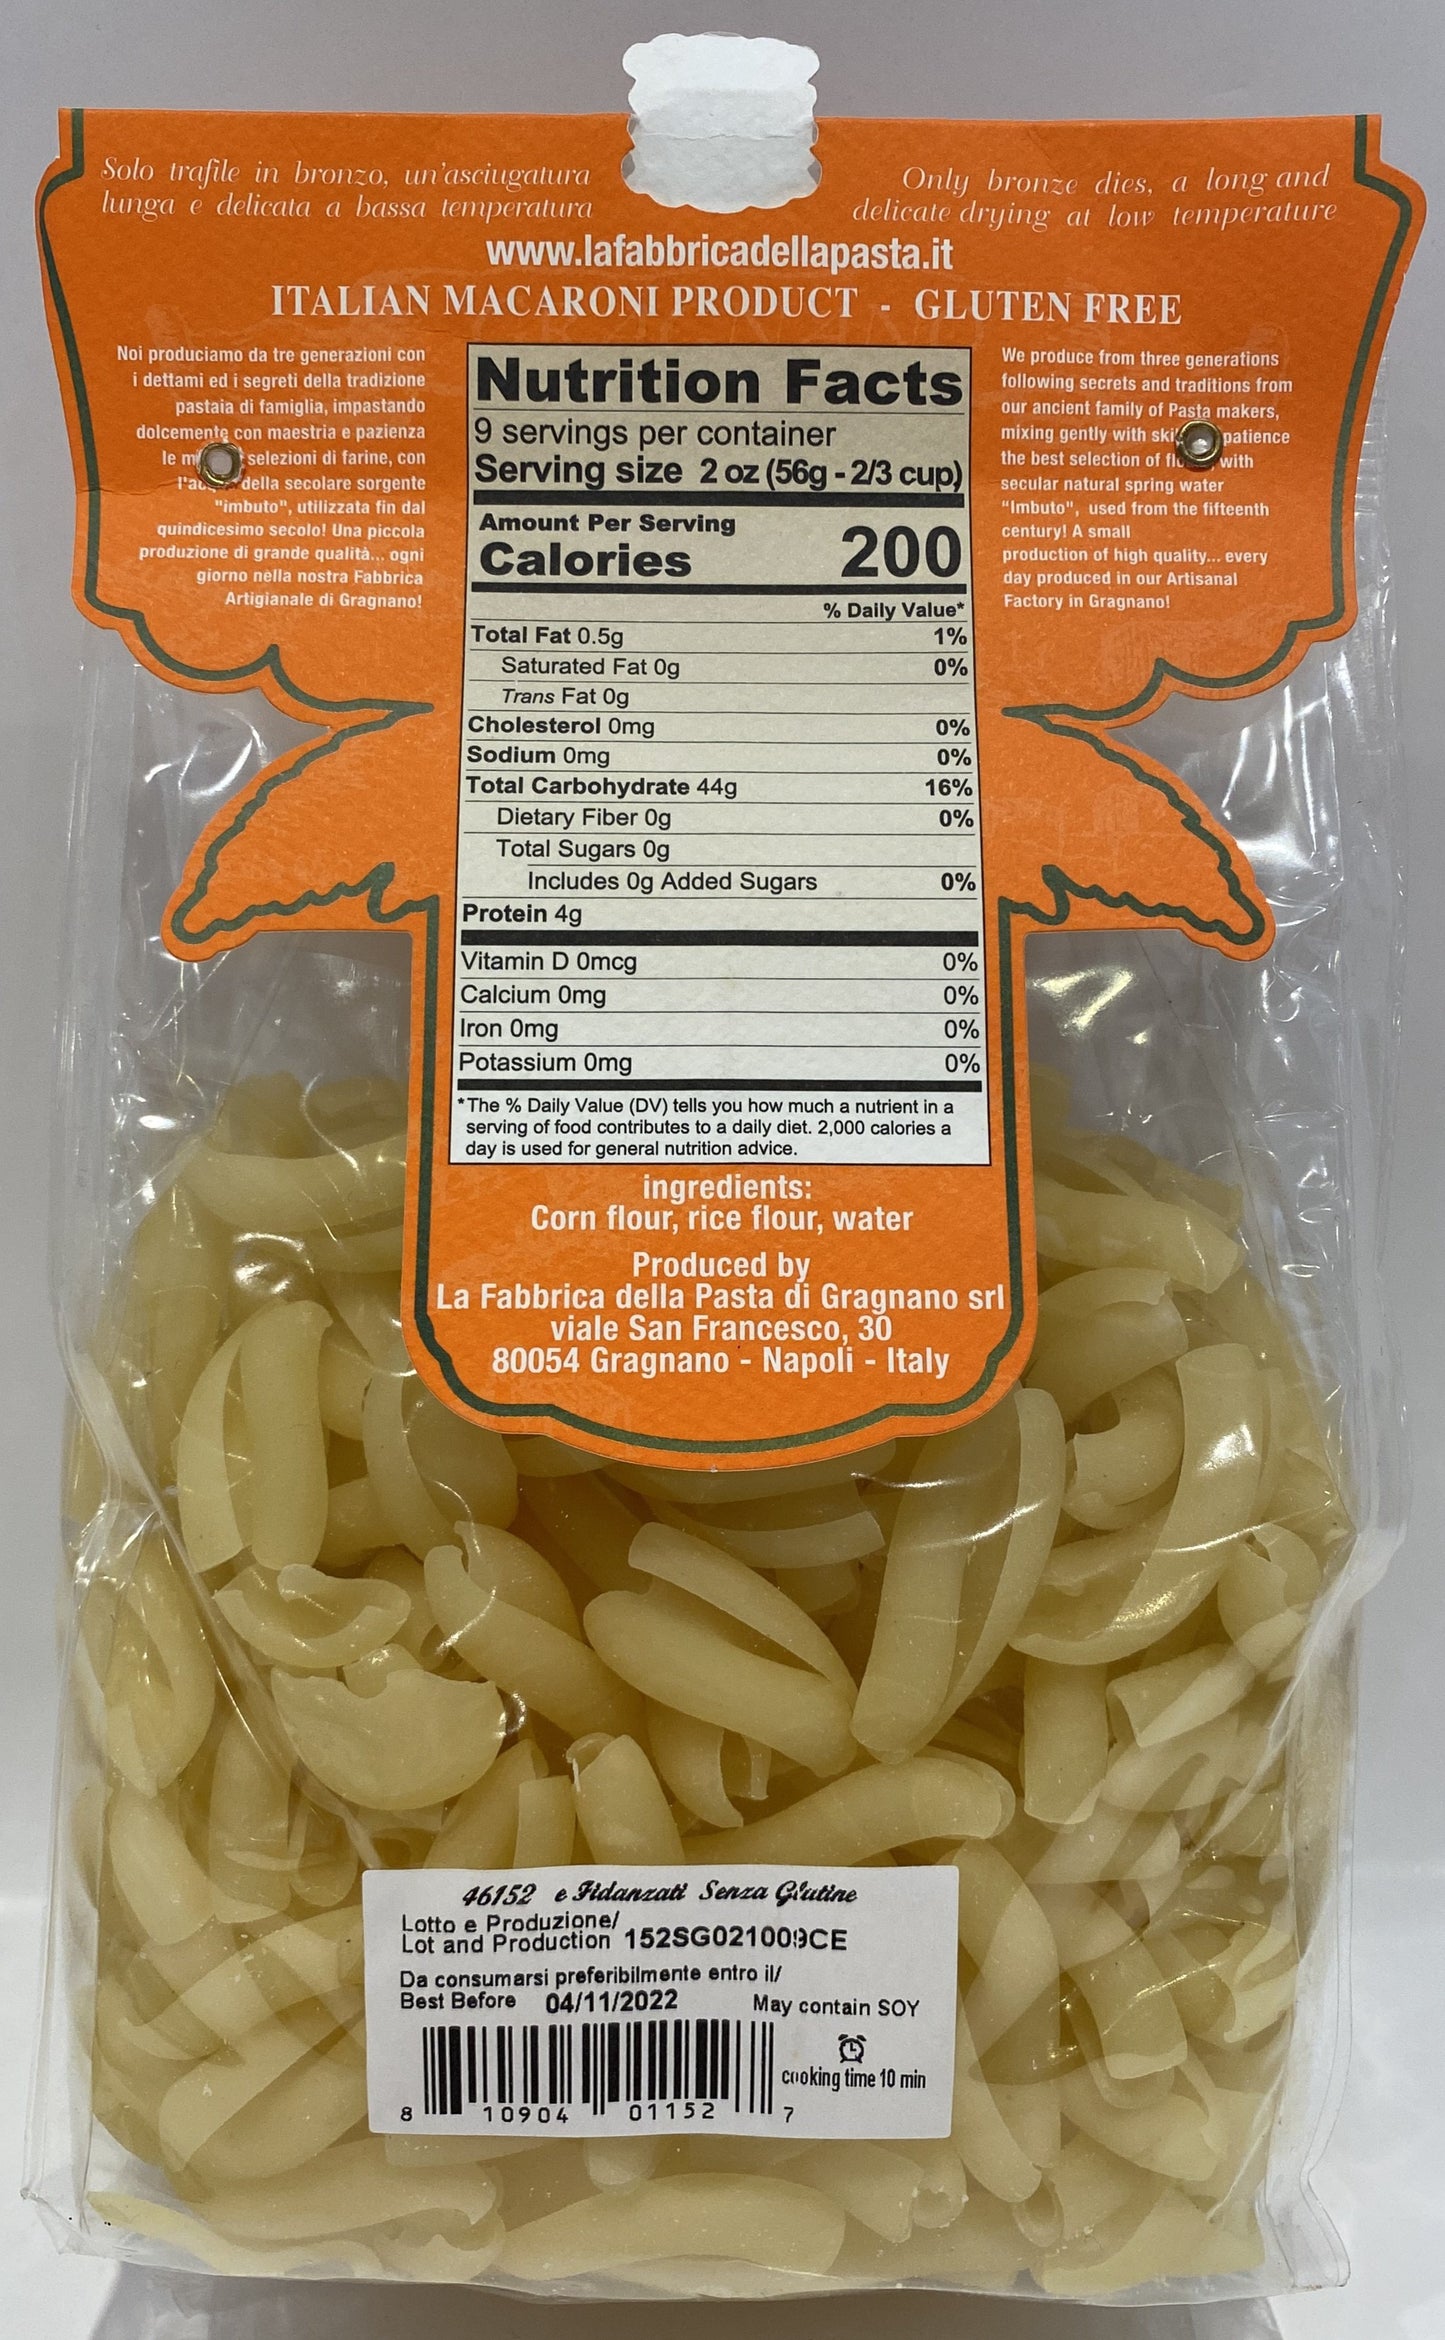 Solo trafile in bronzo, un'asciugatura
lunga e delicata a bassa temperatura
Only bronze dies, a long and
delicate drying at low temperature
www.lafabbricadellapasta.it
ITALIAN MACARONI PRODUCT - GLUTEN FREE
Noi produciamo da tre generazioni con
i dettami ed i segreti della tradizione
pastaia di famiglia, impastando
dolcemente con maestria e pazienza
le selezioni di farine, con
della secolare sorgente
"imbuto", utilizzata fin dal
quindicesimo secolo! Una piccola
produzione di grande qualità... ogni
giorno nella nostra Fabbrica
Artigianale di Gragnano!
Nutrition Facts
9 servings per container
Serving size 2 oz (56g - 2/3 cup)
Amount Per Serving
Calories 200
% Daily Value*
Total Fat 0.5g 1%
Saturated Fat 0g 0%
Trans Fat 0g
Cholesterol 0mg 0%
Sodium 0mg 0%
Total Carbohydrate 44g 16%
Dietary Fiber 0g 0%
Total Sugars 0g
Includes 0g Added Sugars 0%
Protein 4g
Vitamin D 0mcg 0%
Calcium 0mg 0%
Iron 0mg 0%
Potassium 0mg 0%
*The % Daily Value (DV) tells you how much a nutrient in a
serving of food contributes to a daily diet. 2,000 calories a
day is used for general nutrition advice.
We produce from three generations
following secrets and traditions from
our ancient family of Pasta makers,
mixing gently with patience
the best selection of with
secular natural spring water
"Imbuto", used from the fifteenth
century! A small
production of high quality... every
day produced in our Artisanal
Factory in Gragnano!
ingredients:
Corn flour, rice flour, water
Produced by
La Fabbrica della Pasta di Gragnano srl
viale San Francesco, 30
80054 Gragnano - Napoli - Italy
46152 e Fidanzati Senza Glutine
Lotto e Produzione/
Lot and Production 152SG021009CE
Da consumarsi preferibilmente entro il/
Best Before 04/11/2022 May contain SOY
cooking time 10 min
8 10904 01152 7